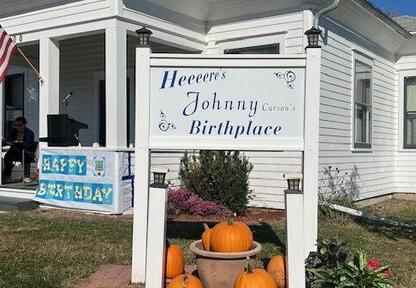 Heeeere's
Johnny Carson's
Birthplace
HAPPY
BIRTHDAY